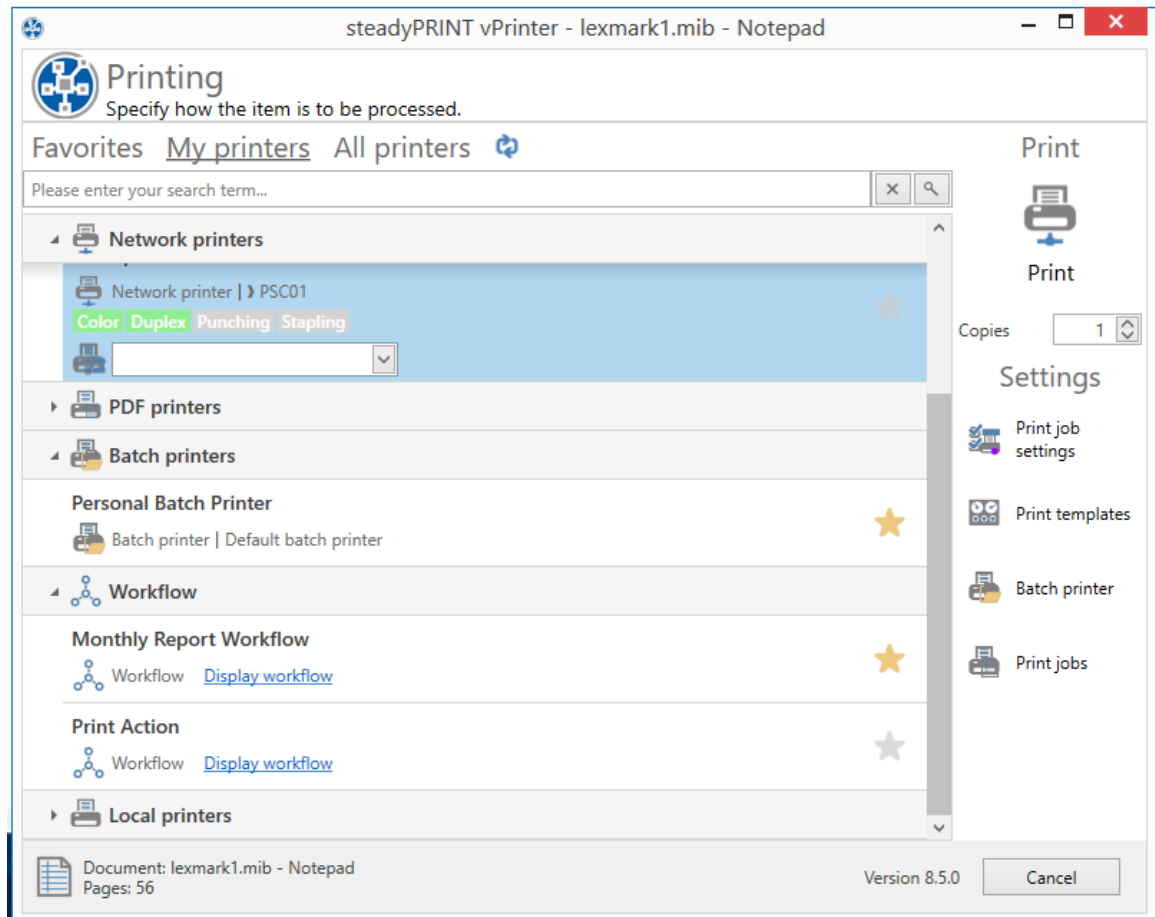 steadyPRINT vPrinter - lexmark1.mib - Notepad
Printing
Specify how the item is to be processed.
Favorites My printers All printers
Please enter your search term...
Network printers
Network printer | ❯ PSC01
Color Duplex Punching Stapling
PDF printers
Batch printers
Personal Batch Printer
Batch printer | Default batch printer
Workflow
Monthly Report Workflow
Workflow Display workflow
Print Action
Workflow Display workflow
Local printers
Print
Print
Copies 1
Settings
Print job
settings
Print templates
Batch printer
Print jobs
Document: lexmark1.mib - Notepad
Pages: 56
Version 8.5.0
Cancel